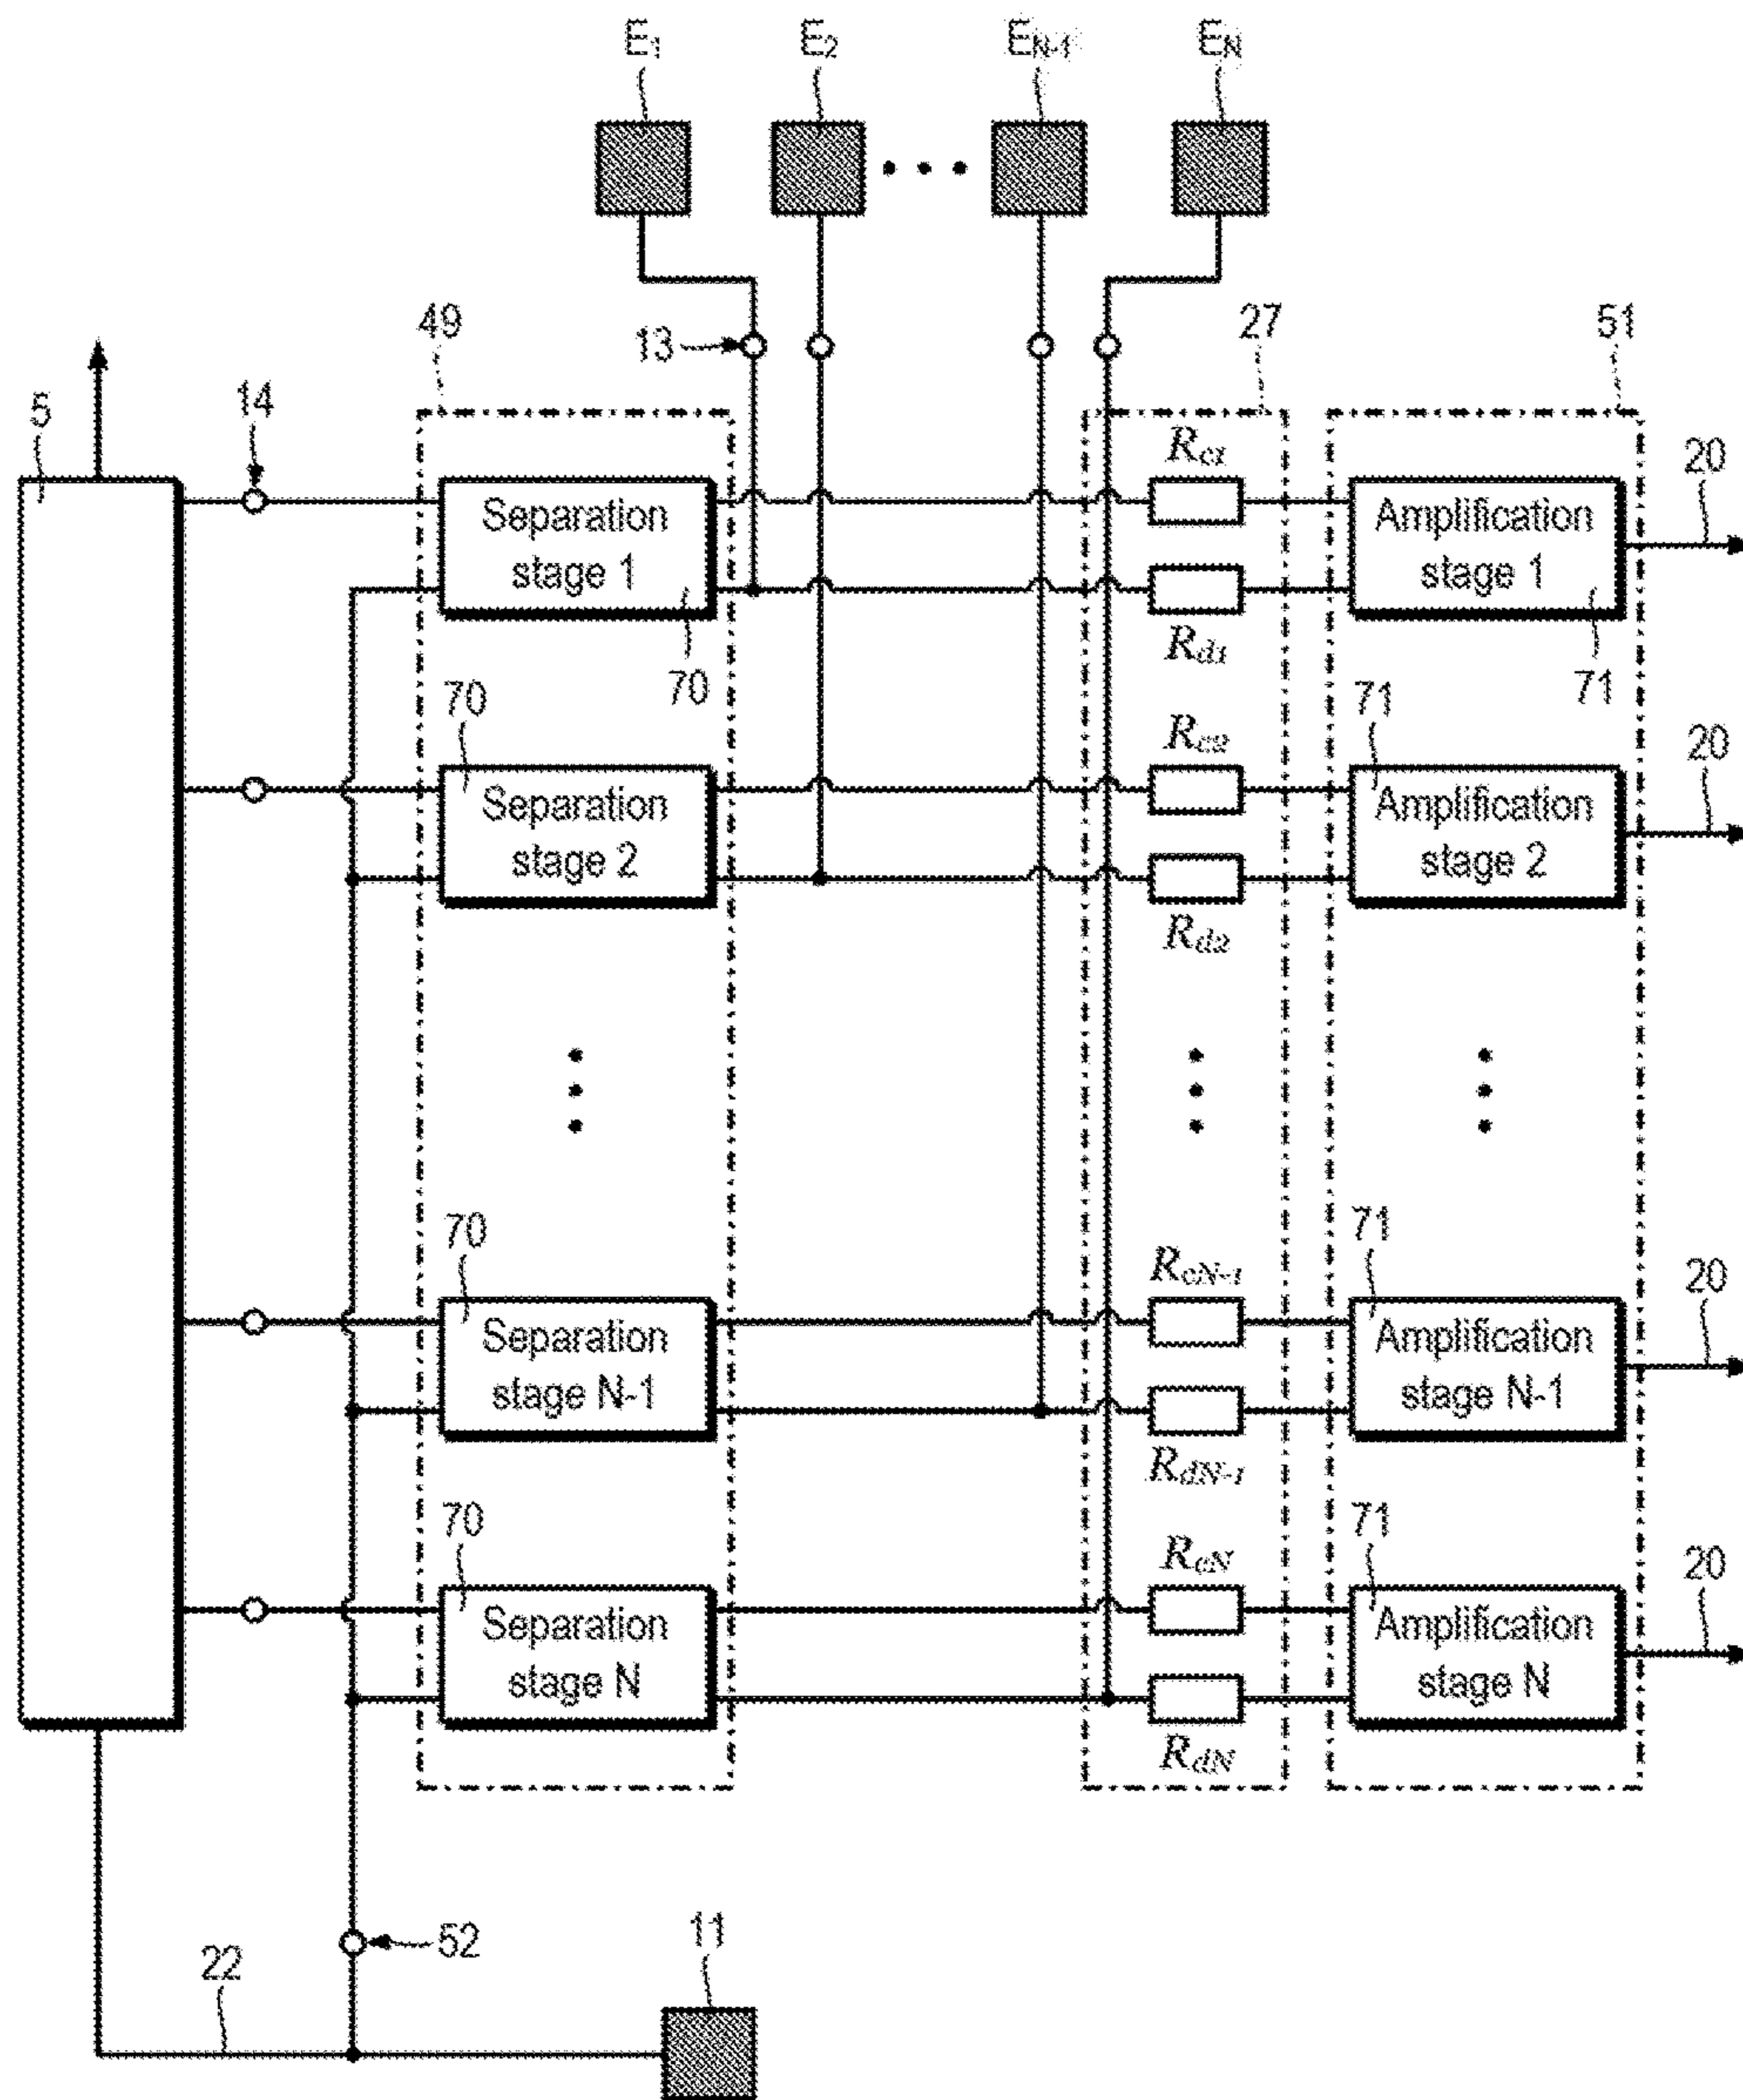 E1 E2 EN-1 EN
49 13 27 51
5 14 Rc1 20
Separation
stage 1
Amplification
stage 1
70 Rd1 71
70 Rc2 71 20
Separation
stage 2
Amplification
stage 2
Rd2
70 RcN-1 71 20
Separation
stage N-1
Amplification
stage N-1
RdN-1
70 RcN 71 20
Separation
stage N
Amplification
stage N
RdN
22 52 11